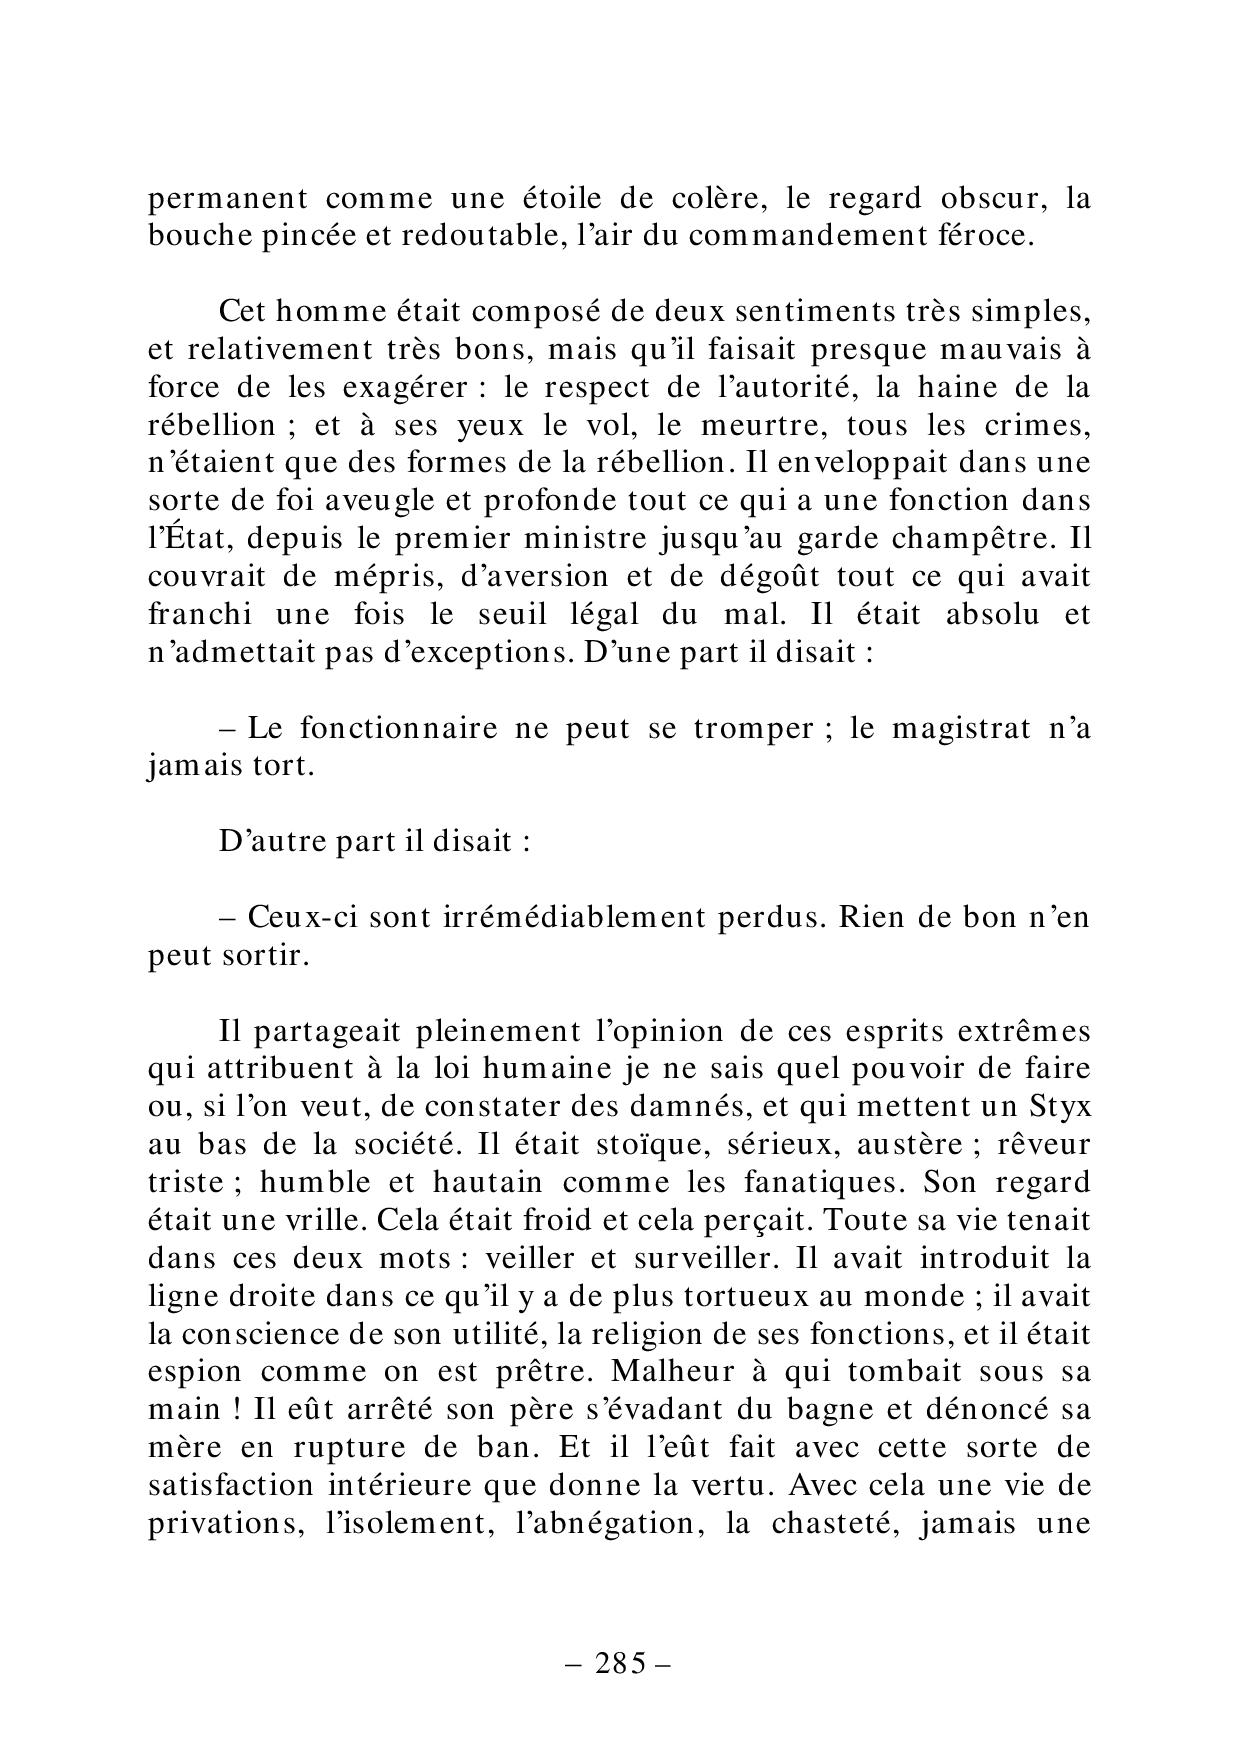 permanent comme une étoile de colère, le regard obscur, la
bouche pincée et redoutable, l’air du commandement féroce.
Cet homme était composé de deux sentiments très simples,
et relativement très bons, mais qu’il faisait presque mauvais à
force de les exagérer : le respect de l’autorité, la haine de la
rébellion ; et à ses yeux le vol, le meurtre, tous les crimes,
n’étaient que des formes de la rébellion. Il enveloppait dans une
sorte de foi aveugle et profonde tout ce qui a une fonction dans
l’État, depuis le premier ministre jusqu’au garde champêtre. Il
couvrait de mépris, d’aversion et de dégoût tout ce qui avait
franchi une fois le seuil légal du mal. Il était absolu et
n’admettait pas d’exceptions. D’une part il disait :
– Le fonctionnaire ne peut se tromper ; le magistrat n’a
jamais tort.
D’autre part il disait :
– Ceux-ci sont irrémédiablement perdus. Rien de bon n’en
peut sortir.
Il partageait pleinement l’opinion de ces esprits extrêmes
qui attribuent à la loi humaine je ne sais quel pouvoir de faire
ou, si l’on veut, de constater des damnés, et qui mettent un Styx
au bas de la société. Il était stoïque, sérieux, austère ; rêveur
triste ; humble et hautain comme les fanatiques. Son regard
était une vrille. Cela était froid et cela perçait. Toute sa vie tenait
dans ces deux mots : veiller et surveiller. Il avait introduit la
ligne droite dans ce qu’il y a de plus tortueux au monde ; il avait
la conscience de son utilité, la religion de ses fonctions, et il était
espion comme on est prêtre. Malheur à qui tombait sous sa
main ! Il eût arrêté son père s’évadant du bagne et dénoncé sa
mère en rupture de ban. Et il l’eût fait avec cette sorte de
satisfaction intérieure que donne la vertu. Avec cela une vie de
privations, l’isolement, l’abnégation, la chasteté, jamais une
– 285 –